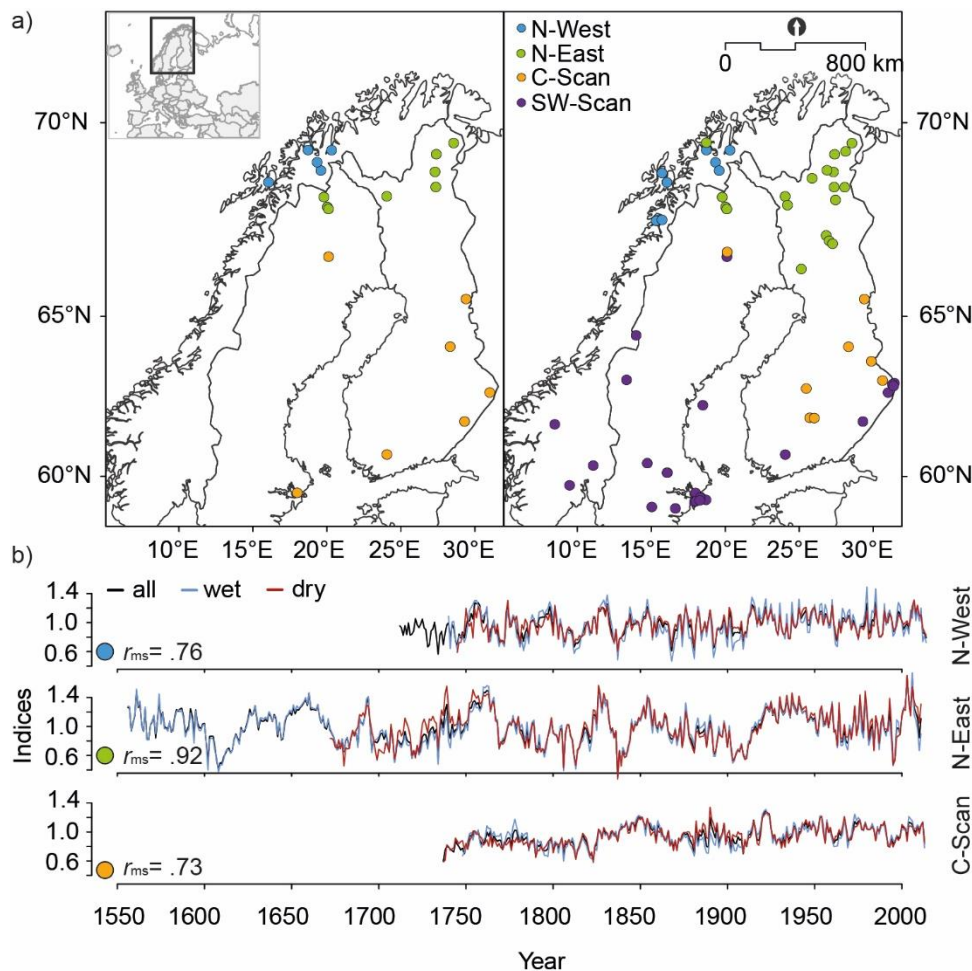 a)
N-West
N-East
C-Scan
SW-Scan
0 800 km
70°N 70°N
65°N 65°N
60°N 60°N
10°E 15°E 20°E 25°E 30°E 10°E 15°E 20°E 25°E 30°E
b)
all wet dry
Indices
1.4
1.0
0.6
rms= .76
N-West
1.4
1.0
0.6
rms= .92
N-East
1.4
1.0
0.6
rms= .73
C-Scan
1550 1600 1650 1700 1750 1800 1850 1900 1950 2000
Year